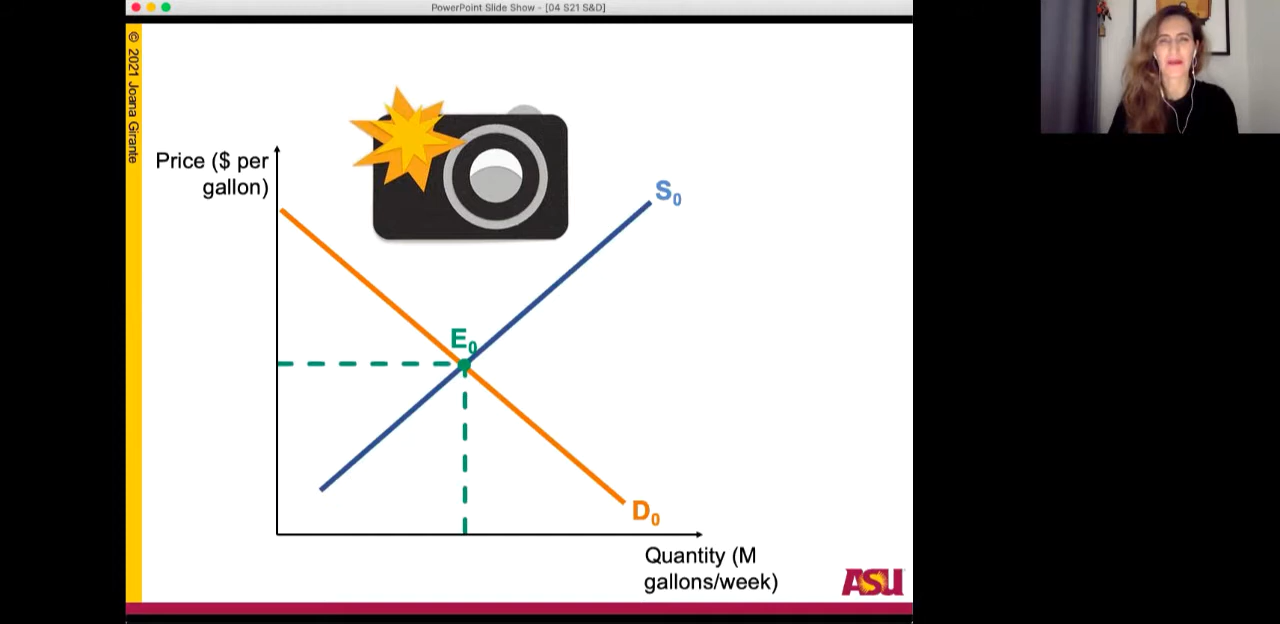 PowerPoint Slide Show - [04 S21 S&D]
© 2021 Joana Girante
Price ($ per
gallon)
S₀
E₀
D₀
Quantity (M
gallons/week)
ASU